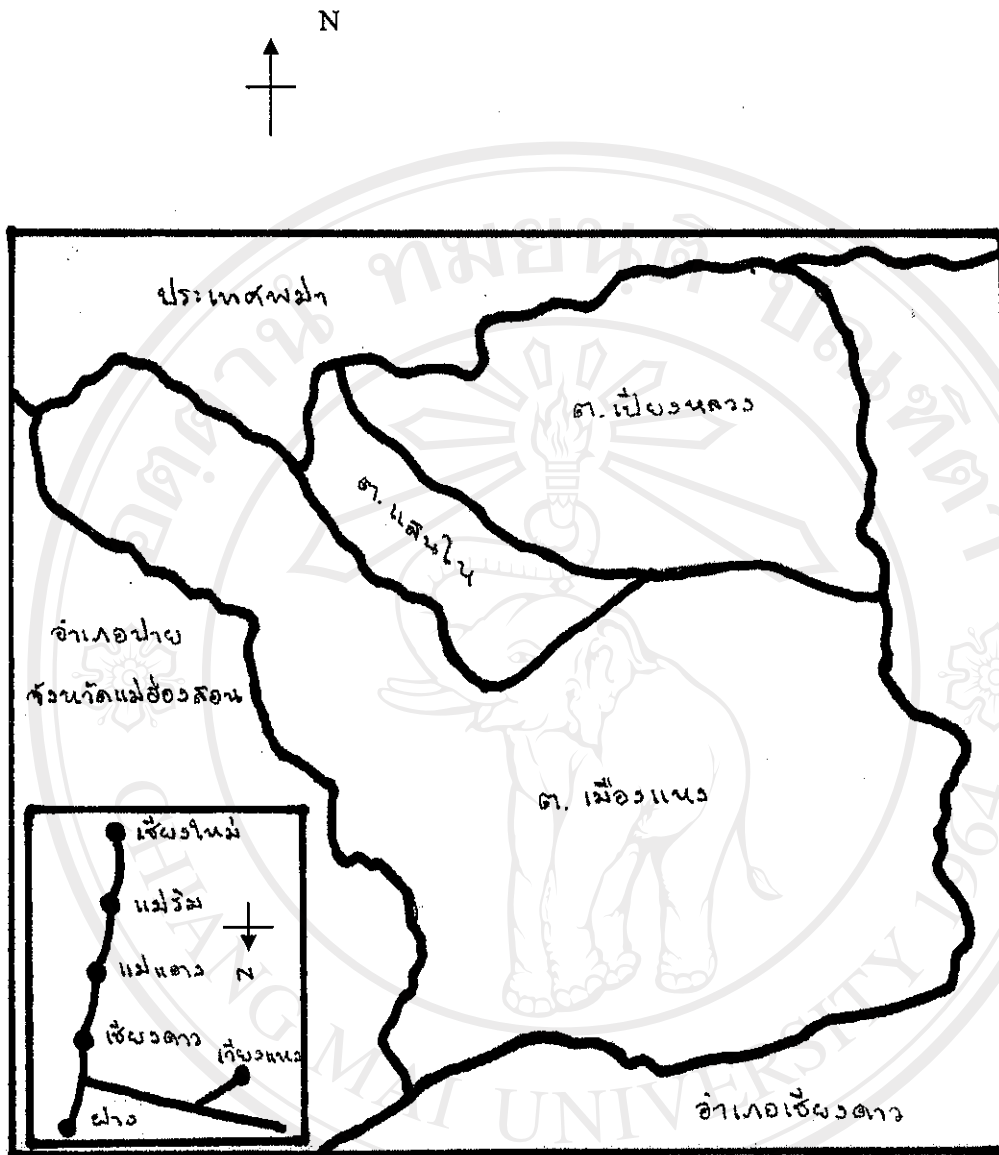 N
ประเทศพม่า
ต. เปียงหลวง
ต. แสนไห
อำเภอปาย
จังหวัดแม่ฮ่องสอน
ต. เมืองแหง
เชียงใหม่
แม่ริม
N
แม่แตง
เชียงดาว
เวียงแหง
ฝาง
อำเภอเชียงดาว
CHIANG MAI UNIVERSITY 1964